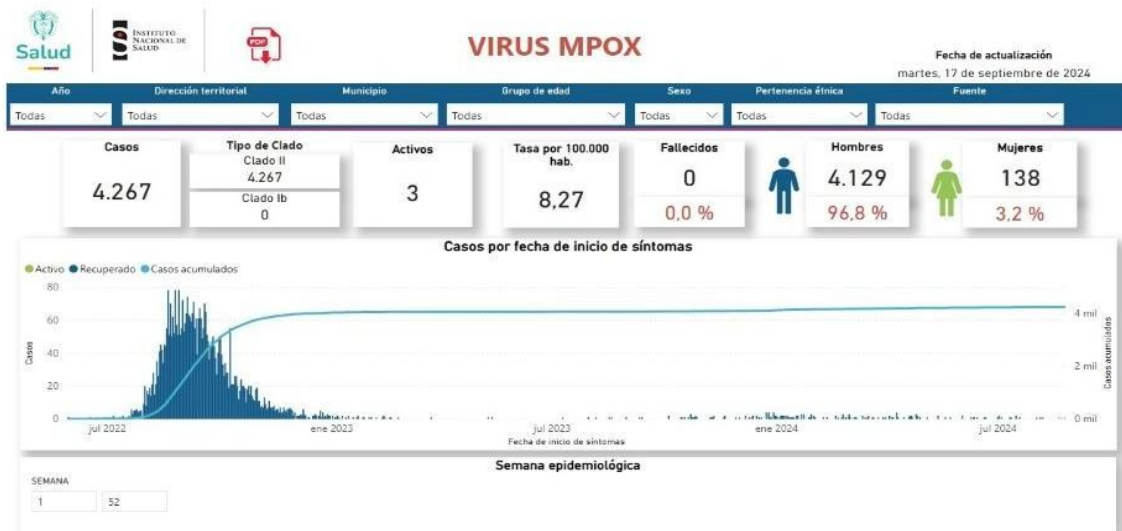 Salud
INSTITUTO
NACIONAL DE
SALUD
PDF
VIRUS MPOX
Fecha de actualización
martes, 17 de septiembre de 2024
Año Dirección territorial Municipio Grupo de edad Sexo Pertenencia étnica Fuente
Todas Todas Todas Todas Todas Todas Todas
Casos
4.267
Tipo de Clado
Clado II
4.267
Clado Ib
0
Activos
3
Tasa por 100.000
hab.
8,27
Fallecidos
0
0,0 %
Hombres
4.129
96,8 %
Mujeres
138
3,2 %
Casos por fecha de inicio de síntomas
Activo Recuperado Casos acumulados
80
60
40
20
0
Casos
4 mil
2 mil
0 mil
Casos acumulados
jul 2022 ene 2023 jul 2023 ene 2024 jul 2024
Fecha de inicio de síntomas
Semana epidemiológica
SEMANA
1 52